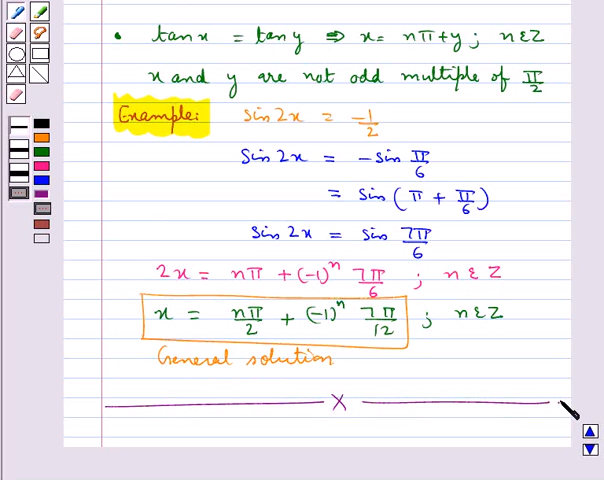 • tan x = tan y ⇒ x = nπ + y ; n ∈ Z
x and y are not odd multiple of π/2
Example: sin 2x = -1/2
sin 2x = - sin π/6
= sin (π + π/6)
sin 2x = sin 7π/6
2x = nπ + (-1)ⁿ 7π/6 ; n ∈ Z
x = nπ/2 + (-1)ⁿ 7π/12 ; n ∈ Z
General solution
X